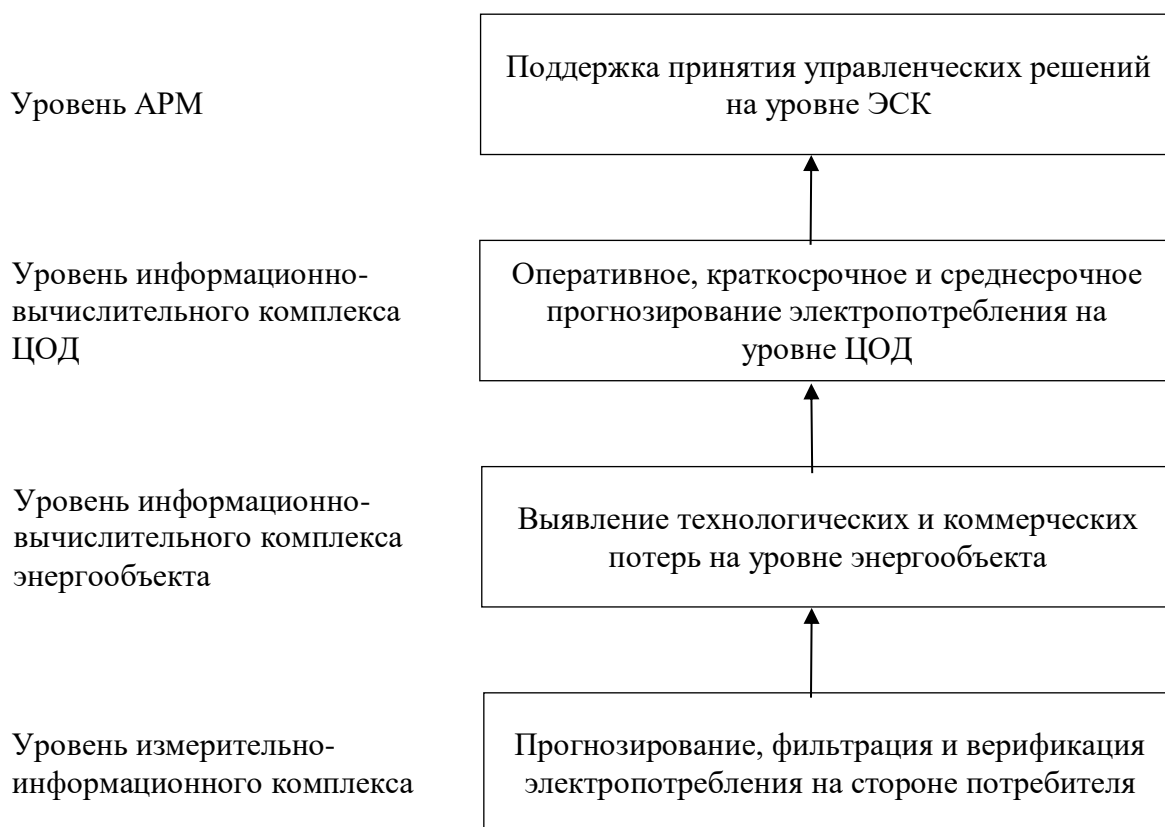 Уровень АРМ
Поддержка принятия управленческих решений
на уровне ЭСК
Уровень информационно-
вычислительного комплекса
ЦОД
Оперативное, краткосрочное и среднесрочное
прогнозирование электропотребления на
уровне ЦОД
Уровень информационно-
вычислительного комплекса
энергообъекта
Выявление технологических и коммерческих
потерь на уровне энергообъекта
Уровень измерительно-
информационного комплекса
Прогнозирование, фильтрация и верификация
электропотребления на стороне потребителя